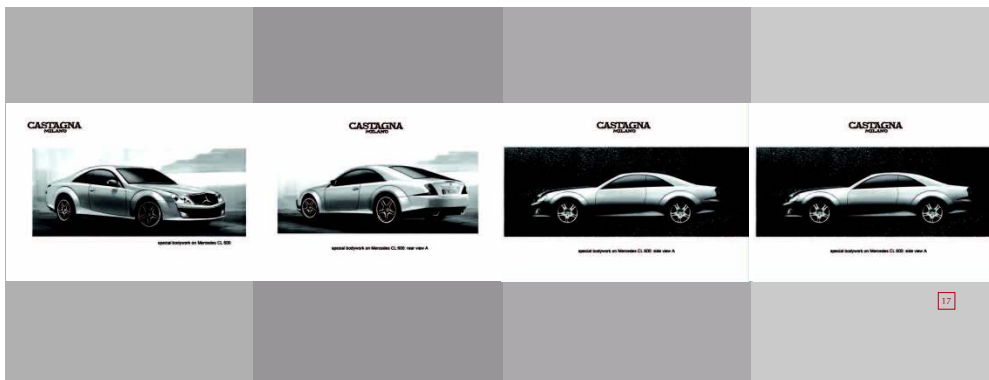 CASTAGNA
MILANO
special bodywork on Mercedes CL 600
CASTAGNA
MILANO
special bodywork on Mercedes CL 600: rear view A
CASTAGNA
MILANO
special bodywork on Mercedes CL 600: side view A
CASTAGNA
MILANO
special bodywork on Mercedes CL 600: side view A
17